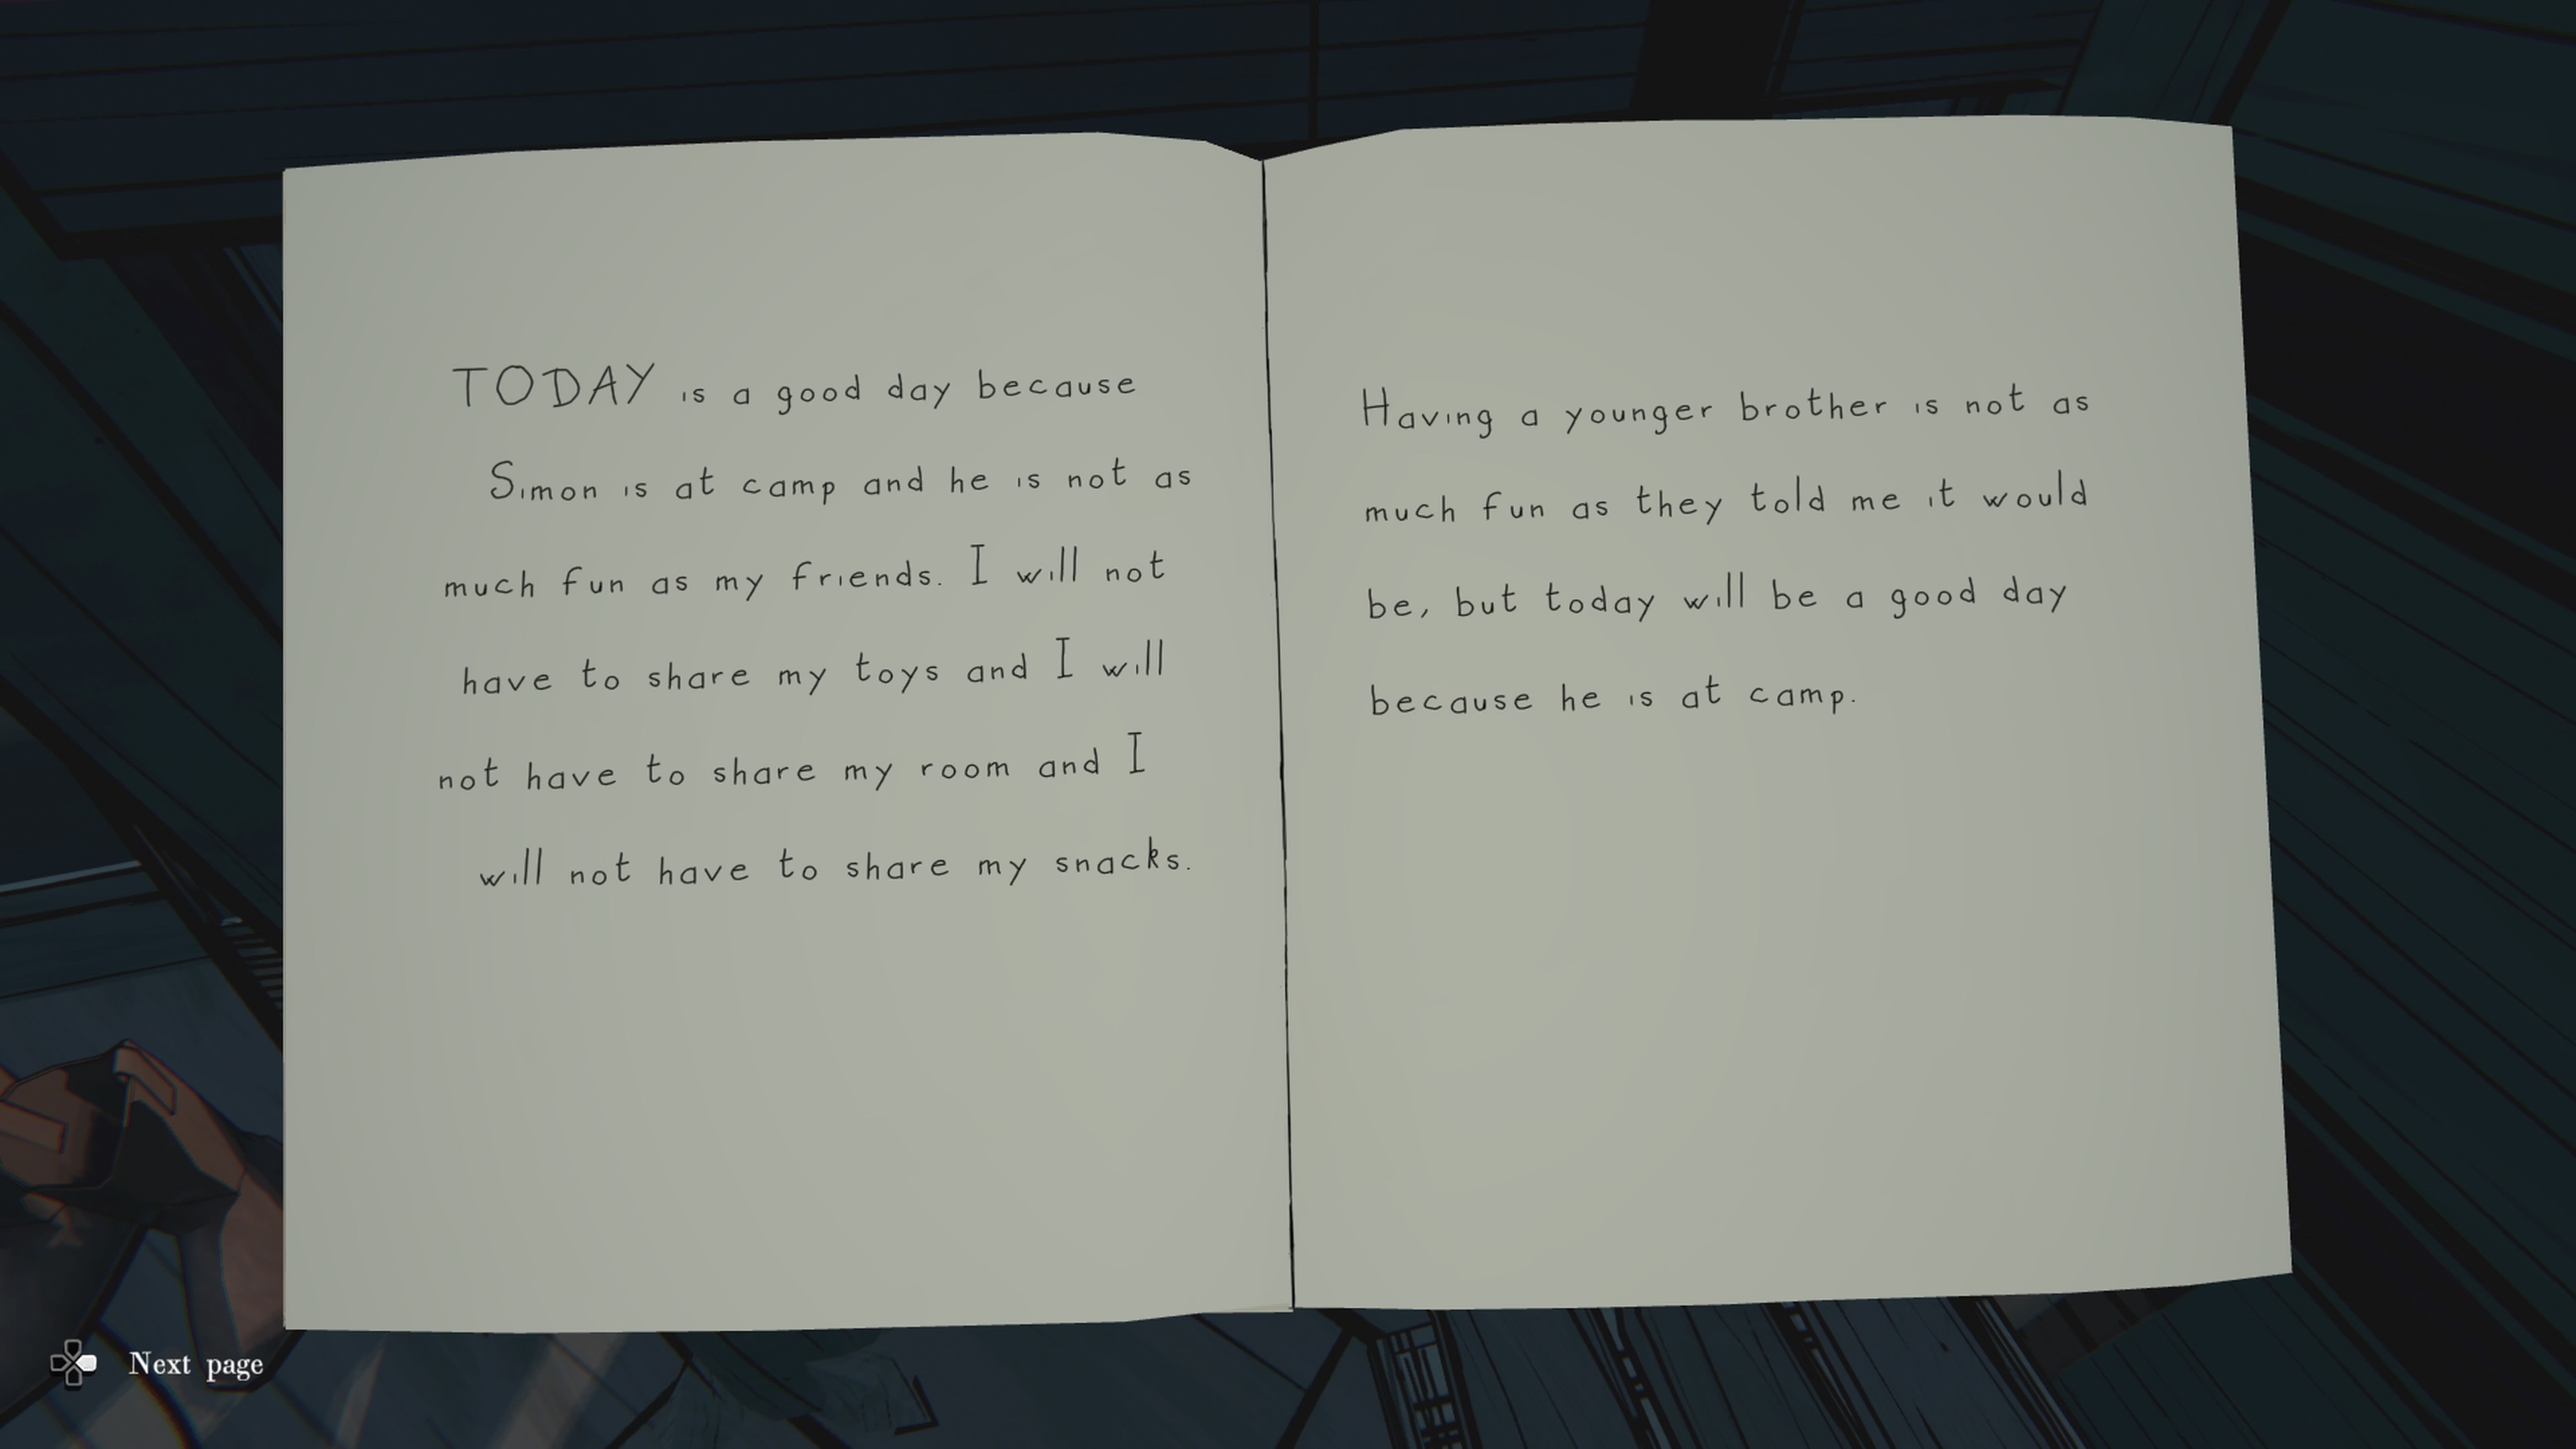 TODAY is a good day because
Simon is at camp and he is not as
much fun as my friends. I will not
have to share my toys and I will
not have to share my room and I
will not have to share my snacks.
Having a younger brother is not as
much fun as they told me it would
be, but today will be a good day
because he is at camp.
Next page